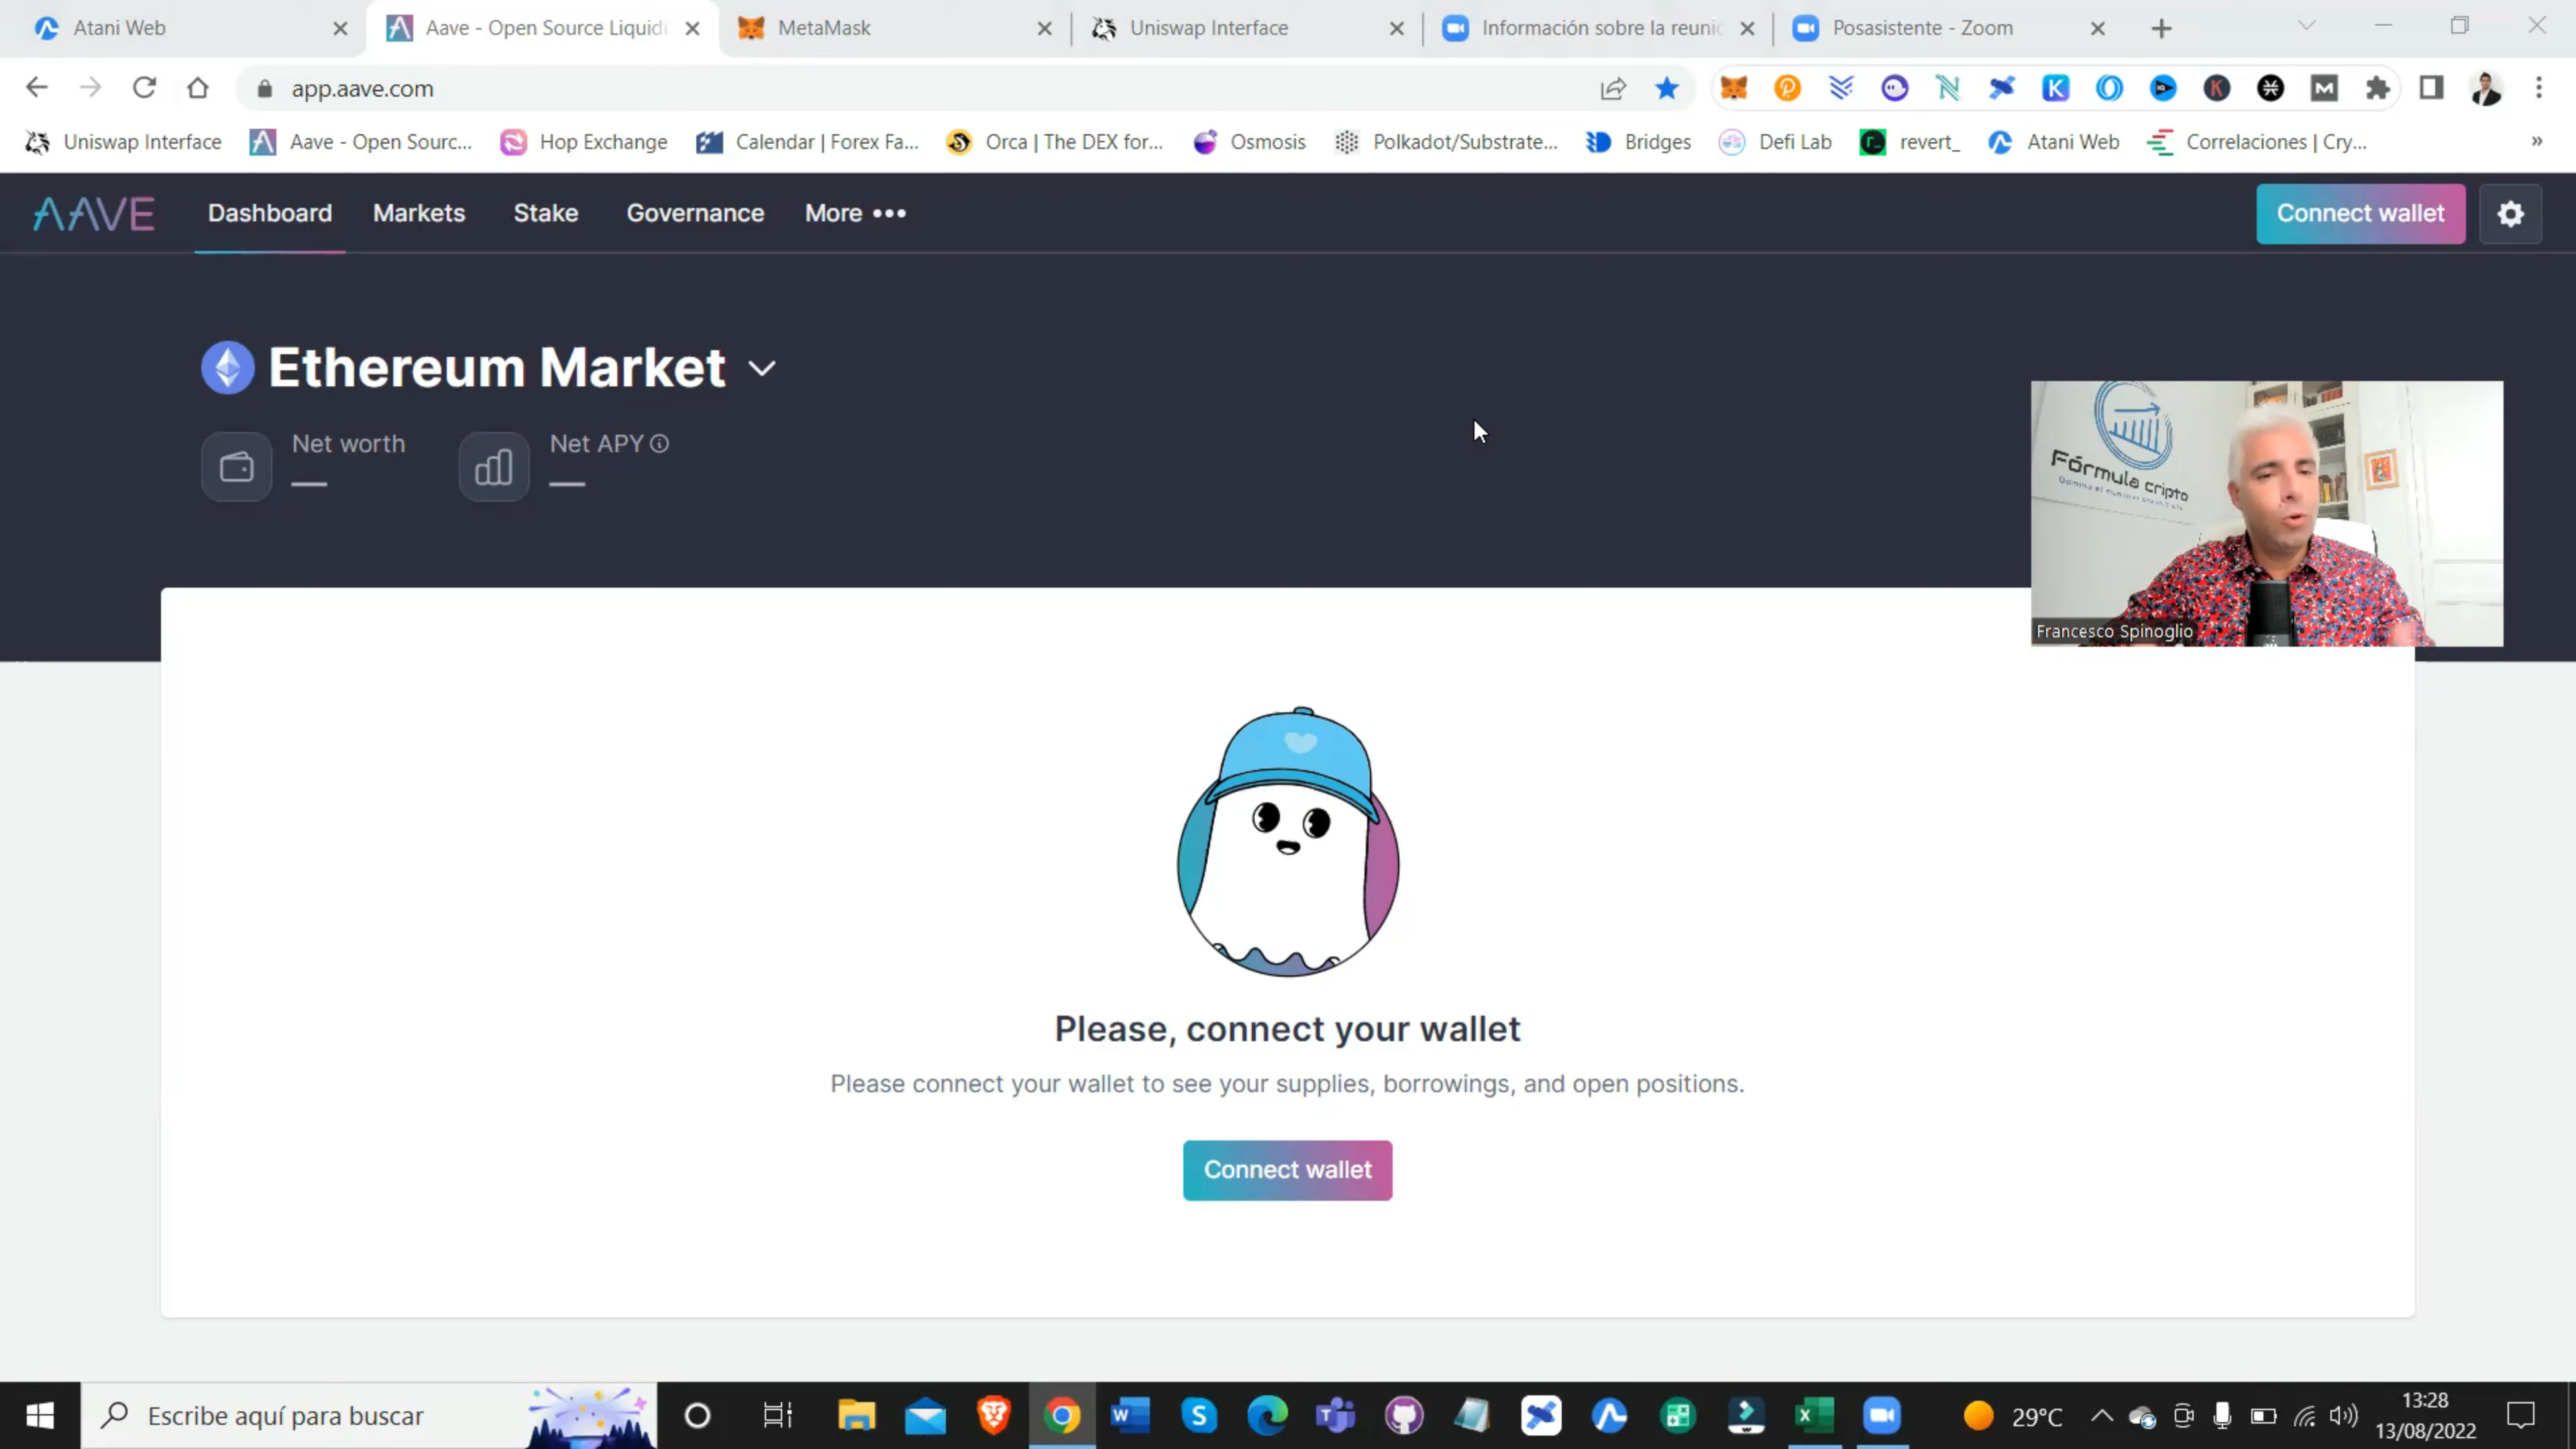 Atani Web
Aave - Open Source Liquidi
MetaMask
Uniswap Interface
Información sobre la reunió
Posasistente - Zoom
app.aave.com
Uniswap Interface
Aave - Open Sourc...
Hop Exchange
Calendar | Forex Fa...
Orca | The DEX for...
Osmosis
Polkadot/Substrate...
Bridges
Defi Lab
revert_
Atani Web
Correlaciones | Cry...
AAVE
Dashboard
Markets
Stake
Governance
More
Connect wallet
Ethereum Market
Net worth
—
Net APY
—
Fórmula cripto
Francesco Spinoglio
Please, connect your wallet
Please connect your wallet to see your supplies, borrowings, and open positions.
Connect wallet
Escribe aquí para buscar
29°C
13:28
13/08/2022